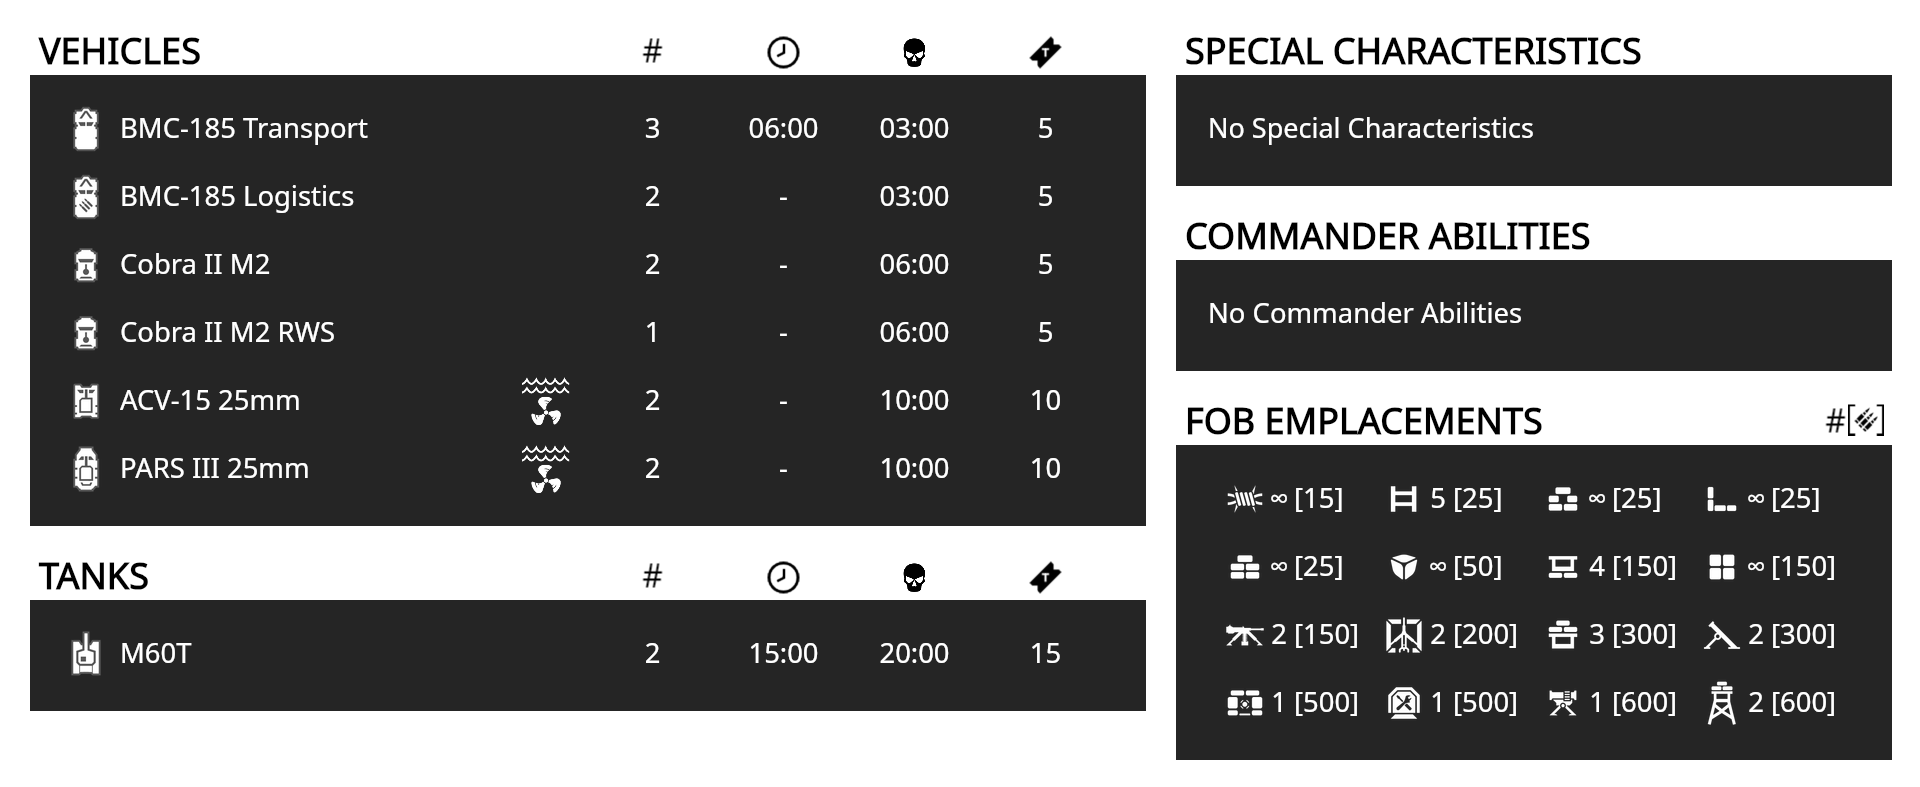 VEHICLES #
BMC-185 Transport 3 06:00 03:00 5
BMC-185 Logistics 2 - 03:00 5
Cobra II M2 2 - 06:00 5
Cobra II M2 RWS 1 - 06:00 5
ACV-15 25mm 2 - 10:00 10
PARS III 25mm 2 - 10:00 10
TANKS #
M60T 2 15:00 20:00 15
SPECIAL CHARACTERISTICS
No Special Characteristics
COMMANDER ABILITIES
No Commander Abilities
FOB EMPLACEMENTS #[ ]
∞ [15] 5 [25] ∞ [25] ∞ [25]
∞ [25] ∞ [50] 4 [150] ∞ [150]
2 [150] 2 [200] 3 [300] 2 [300]
1 [500] 1 [500] 1 [600] 2 [600]